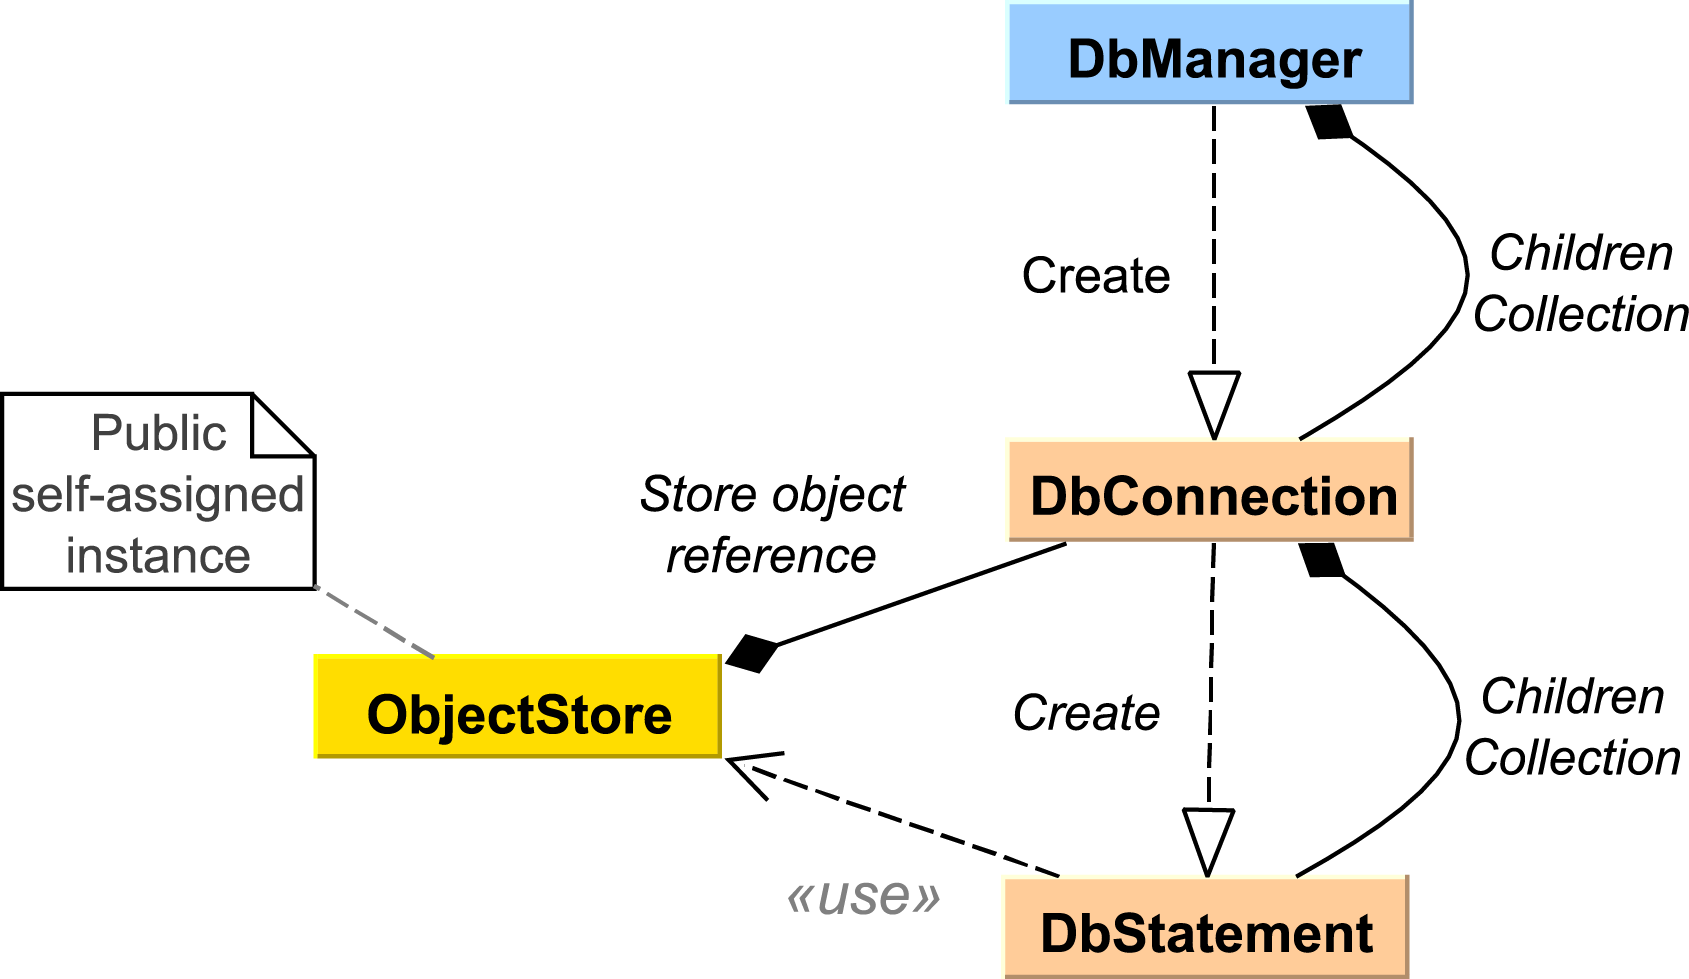 DbManager
Create
Children
Collection
Public
self-assigned
instance
Store object
reference
DbConnection
ObjectStore
Create
Children
Collection
«use»
DbStatement